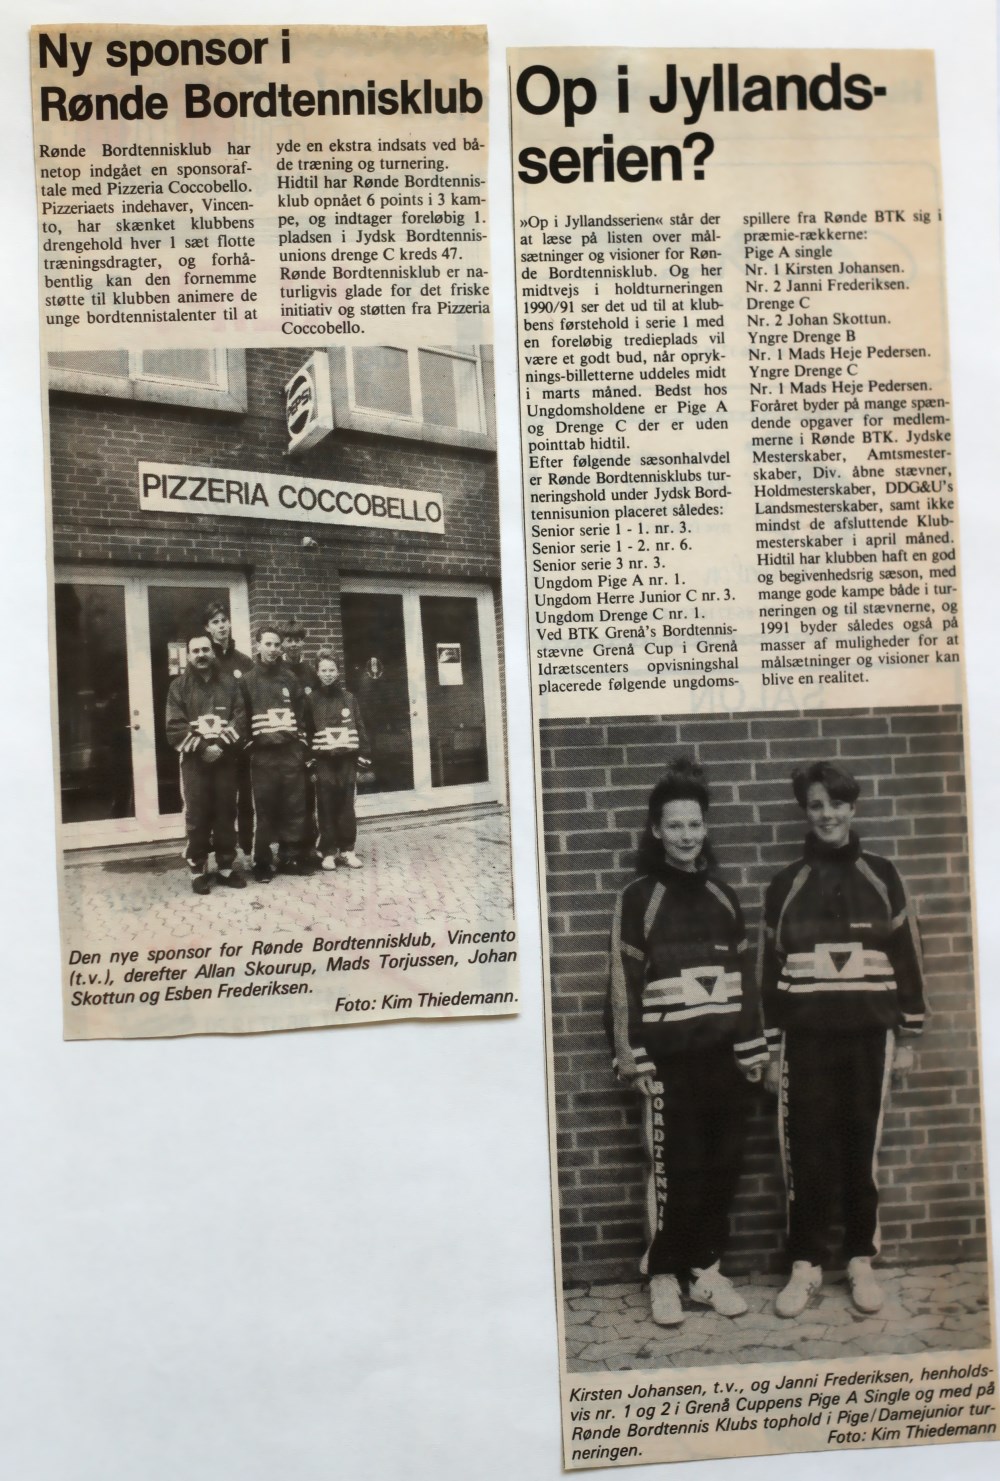 Ny sponsor i
Rønde Bordtennisklub
Rønde Bordtennisklub har
netop indgået en sponsoraf-
tale med Pizzeria Coccobello.
Pizzeriaets indehaver, Vincen-
to, har skænket klubbens
drengehold hver 1 sæt flotte
træningsdragter, og forhå-
bentlig kan den fornemme
støtte til klubben animere de
unge bordtennistalenter til at
yde en ekstra indsats ved bå-
de træning og turnering.
Hidtil har Rønde Bordtennis-
klub opnået 6 points i 3 kam-
pe, og indtager foreløbig 1.
pladsen i Jydsk Bordtennis-
unions drenge C kreds 47.
Rønde Bordtennisklub er na-
turligvis glade for det friske
initiativ og støtten fra Pizzeria
Coccobello.
PEPSI
PIZZERIA COCCOBELLO
Den nye sponsor for Rønde Bordtennisklub, Vincento
(t.v.), derefter Allan Skourup, Mads Torjussen, Johan
Skottun og Esben Frederiksen.
Foto: Kim Thiedemann.
Op i Jyllands-
serien?
»Op i Jyllandsserien« står der
at læse på listen over mål-
sætninger og visioner for Røn-
de Bordtennisklub. Og her
midtvejs i holdturneringen
1990/91 ser det ud til at klub-
bens førstehold i serie 1 med
en foreløbig tredieplads vil
være et godt bud, når opryk-
nings-billetterne uddeles midt
i marts måned. Bedst hos
Ungdomsholdene er Pige A
og Drenge C der er uden
pointtab hidtil.
Efter følgende sæsonhalvdel
er Rønde Bordtennisklubs tur-
neringshold under Jydsk Bord-
tennisunion placeret således:
Senior serie 1 - 1. nr. 3.
Senior serie 1 - 2. nr. 6.
Senior serie 3 nr. 3.
Ungdom Pige A nr. 1.
Ungdom Herre Junior C nr. 3.
Ungdom Drenge C nr. 1.
Ved BTK Grenå's Bordtennis-
stævne Grenå Cup i Grenå
Idrætscenters opvisningshal
placerede følgende ungdoms-
spillere fra Rønde BTK sig i
præmie-rækkerne:
Pige A single
Nr. 1 Kirsten Johansen.
Nr. 2 Janni Frederiksen.
Drenge C
Nr. 2 Johan Skottun.
Yngre Drenge B
Nr. 1 Mads Heje Pedersen.
Yngre Drenge C
Nr. 1 Mads Heje Pedersen.
Foråret byder på mange spæn-
dende opgaver for medlem-
merne i Rønde BTK. Jydske
Mesterskaber, Amtsmester-
skaber, Div. åbne stævner,
Holdmesterskaber, DDG&U's
Landsmesterskaber, samt ikke
mindst de afsluttende Klub-
mesterskaber i april måned.
Hidtil har klubben haft en god
og begivenhedsrig sæson, med
mange gode kampe både i tur-
neringen og til stævnerne, og
1991 byder således også på
masser af muligheder for at
målsætninger og visioner kan
blive en realitet.
BORDTENNIS
Kirsten Johansen, t.v., og Janni Frederiksen, henholds-
vis nr. 1 og 2 i Grenå Cuppens Pige A Single og med på
Rønde Bordtennis Klubs tophold i Pige/Damejunior tur-
neringen.
Foto: Kim Thiedemann